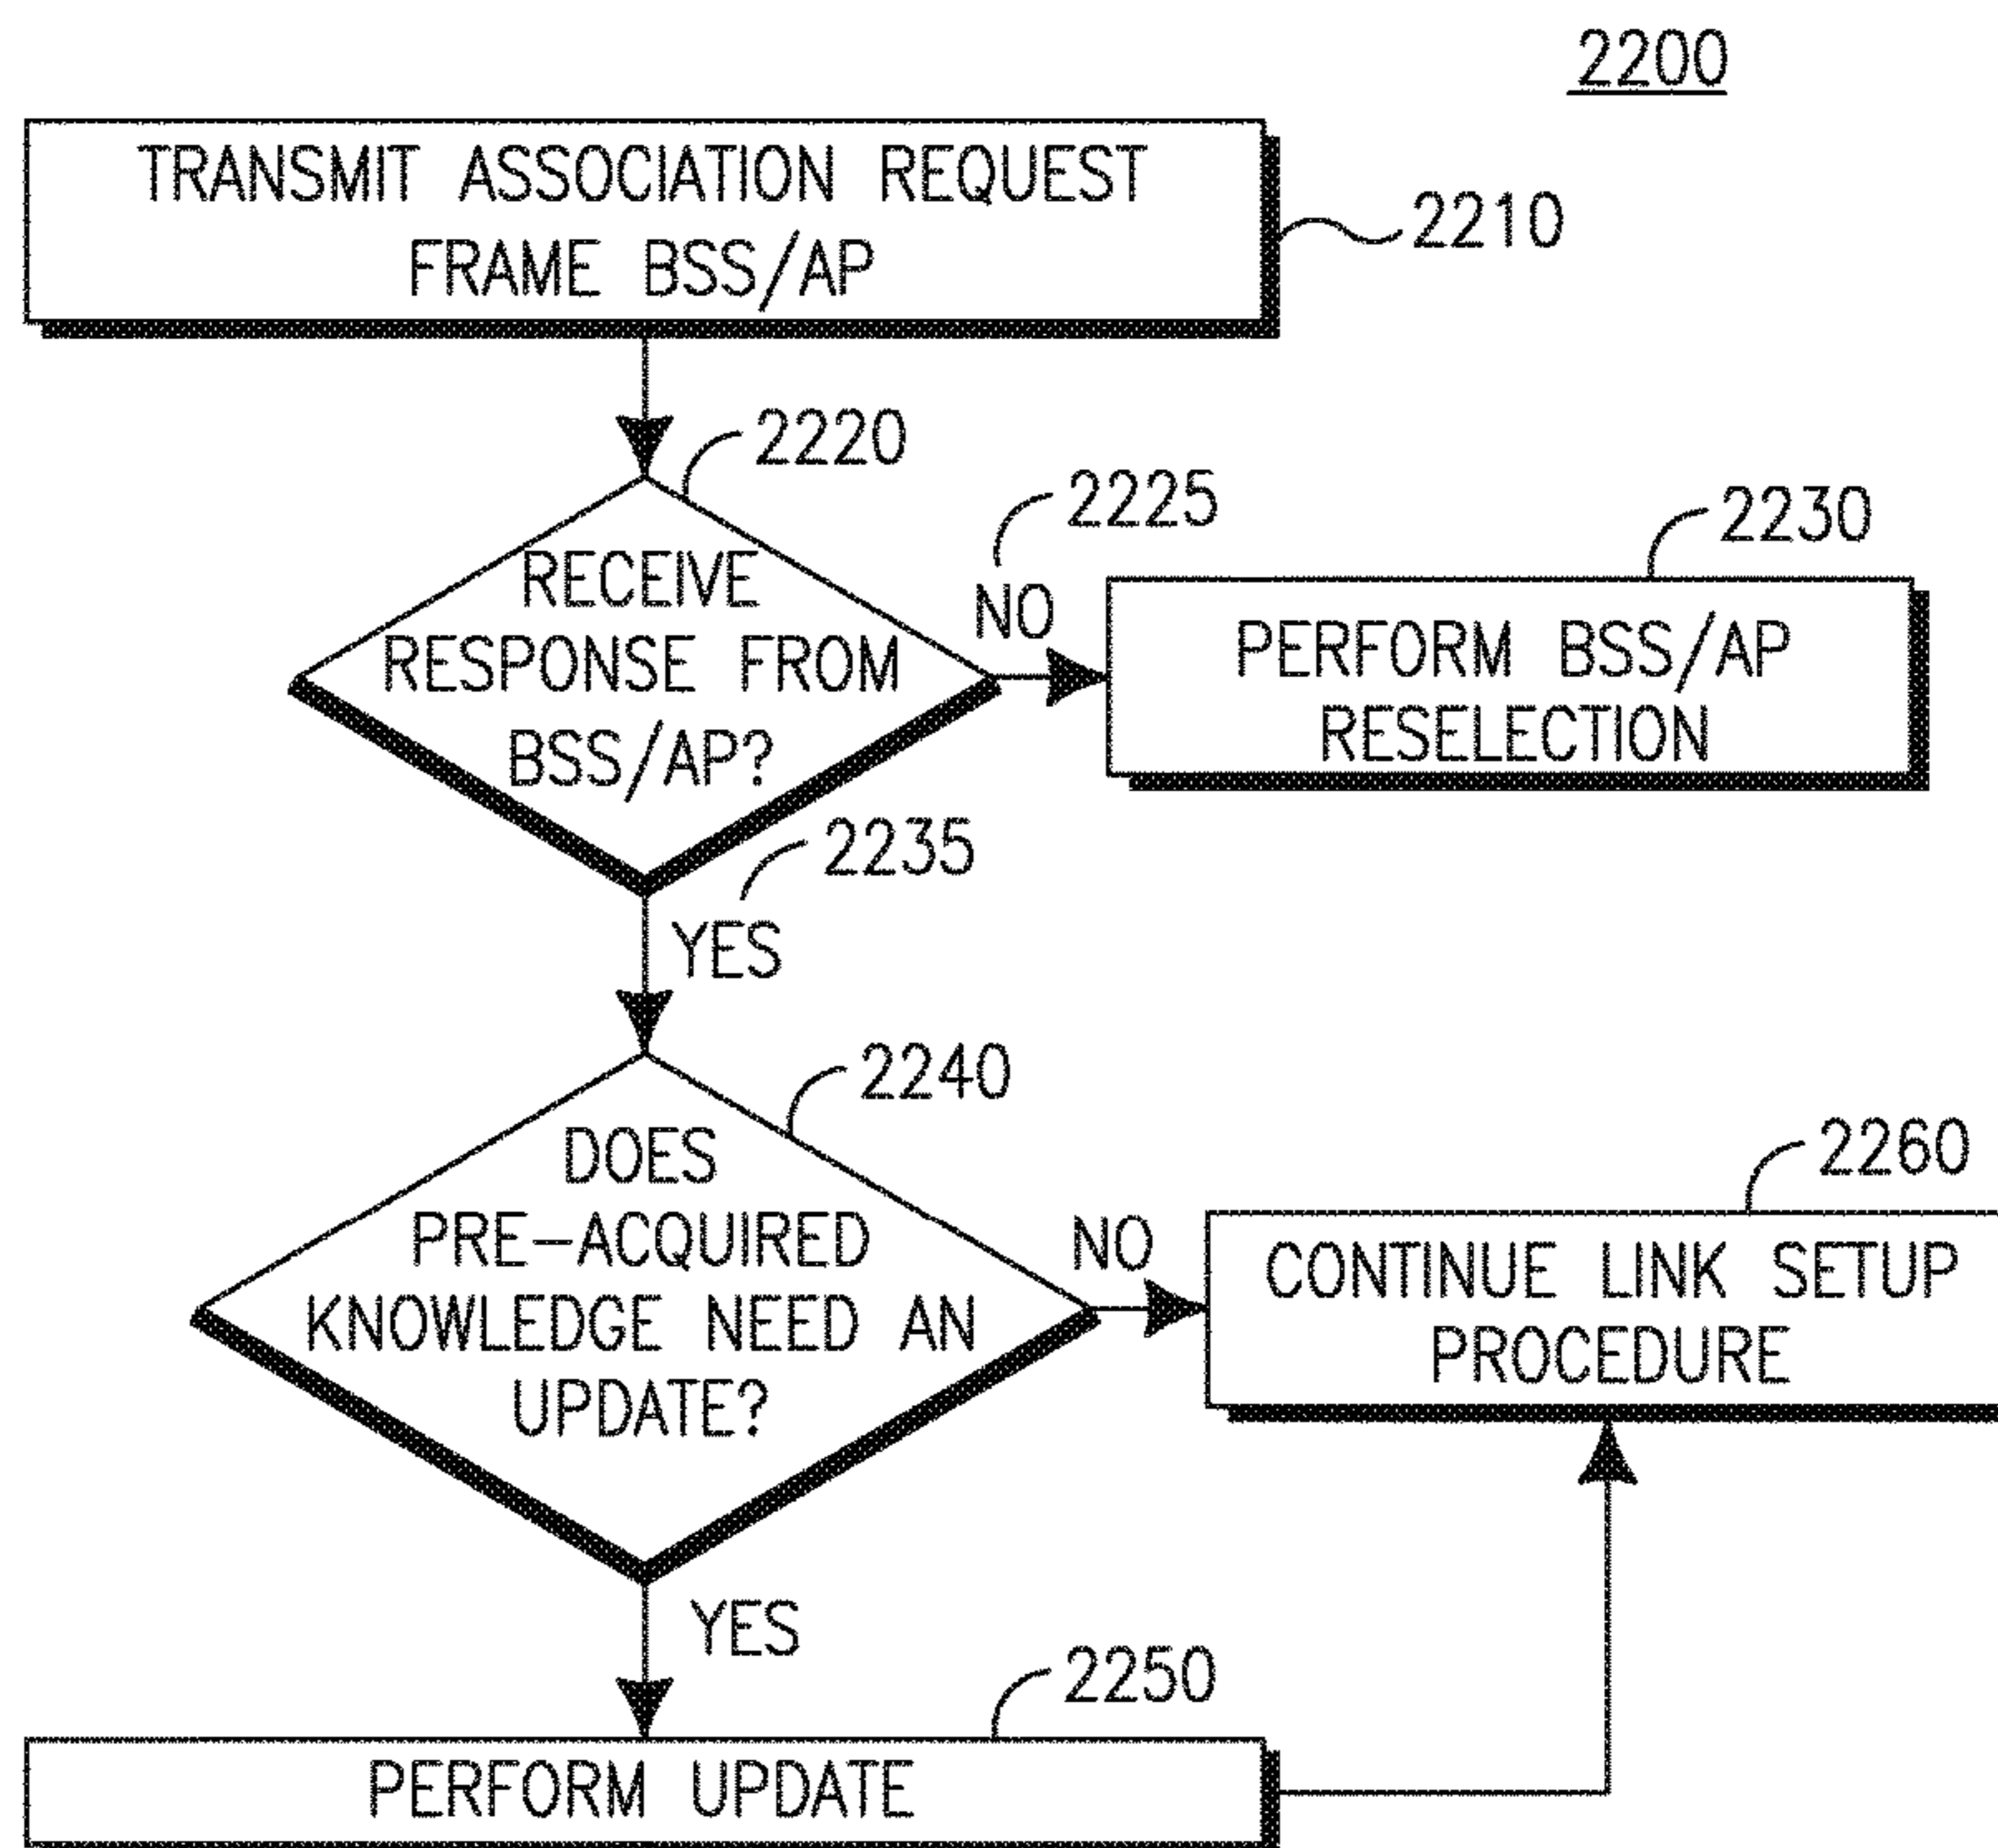 2200
TRANSMIT ASSOCIATION REQUEST
FRAME BSS/AP
2210
2220
RECEIVE
RESPONSE FROM
BSS/AP?
2225
NO
2230
PERFORM BSS/AP
RESELECTION
2235
YES
2240
DOES
PRE-ACQUIRED
KNOWLEDGE NEED AN
UPDATE?
NO
2260
CONTINUE LINK SETUP
PROCEDURE
YES
2250
PERFORM UPDATE